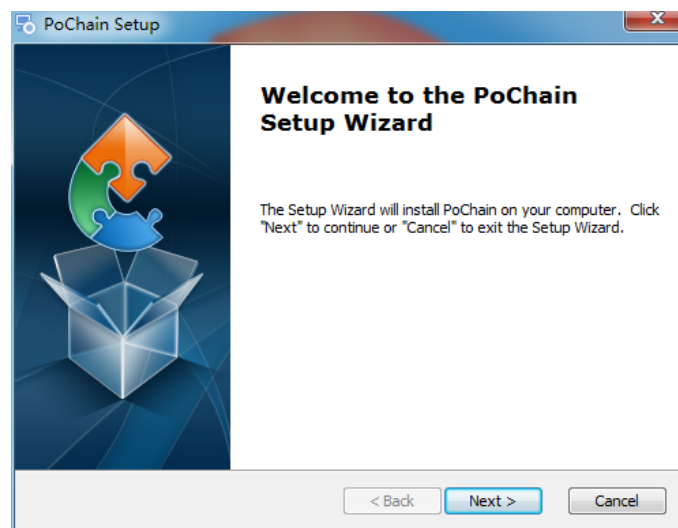 PoChain Setup
Welcome to the PoChain
Setup Wizard
The Setup Wizard will install PoChain on your computer. Click
"Next" to continue or "Cancel" to exit the Setup Wizard.
< Back Next > Cancel